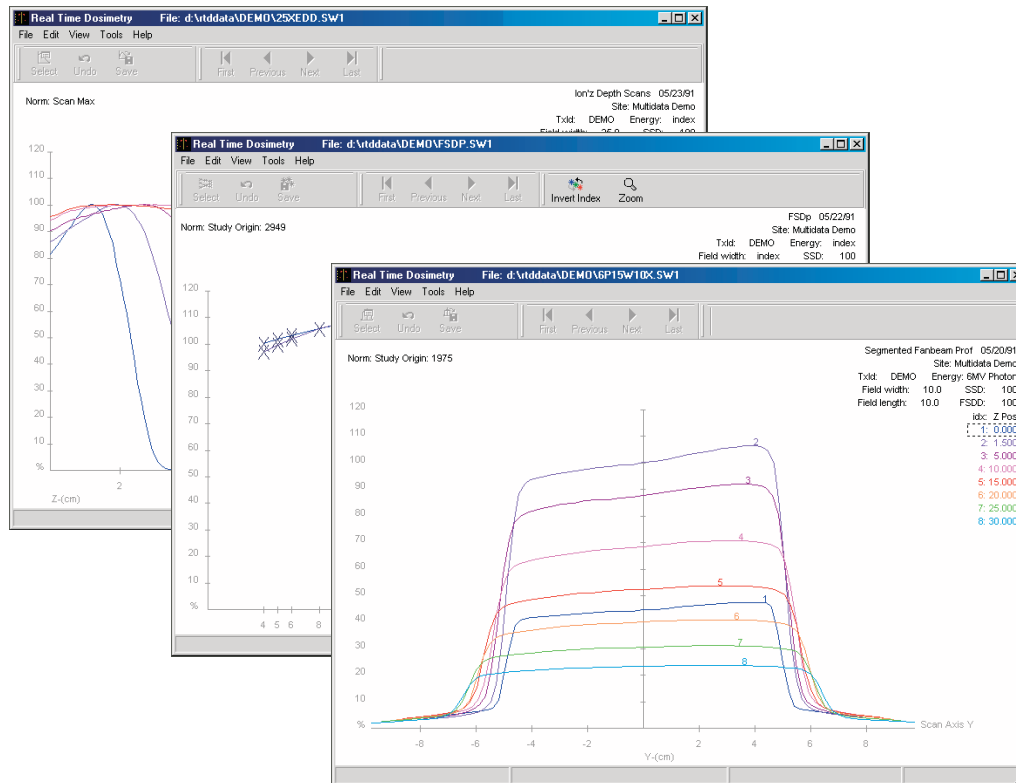 Real Time Dosimetry File: d:\rtddata\DEMO\25XEDD.SW1
File Edit View Tools Help
Select Undo Save First Previous Next Last
Norm: Scan Max
Ion'z Depth Scans 05/23/91
Site: Multidata Demo
TxId: DEMO Energy: index
120
110
100
90
80
70
60
50
40
30
20
10
%
2
Z-(cm)
Real Time Dosimetry File: d:\rtddata\DEMO\FSDP.SW1
File Edit View Tools Help
Select Undo Save First Previous Next Last Invert Index Zoom
Norm: Study Origin: 2949
FSDp 05/22/91
Site: Multidata Demo
TxId: DEMO Energy: index
Field width: index SSD: 100
120
110
100
90
80
70
60
50
40
30
20
10
%
4 5 6 8
Real Time Dosimetry File: d:\rtddata\DEMO\6P15W10X.SW1
File Edit View Tools Help
Select Undo Save First Previous Next Last
Norm: Study Origin: 1975
Segmented Fanbeam Prof 05/20/91
Site: Multidata Demo
TxId: DEMO Energy: 6MV Photon
Field width: 10.0 SSD: 100
Field length: 10.0 FSDD: 100
idx: Z Pos
1: 0.000
2: 1.500
3: 5.000
4: 10.000
5: 15.000
6: 20.000
7: 25.000
8: 30.000
120
110
100
90
80
70
60
50
40
30
20
10
%
2
3
4
5
1
6
7
8
Scan Axis Y
-8 -6 -4 -2 2 4 6 8
Y-(cm)